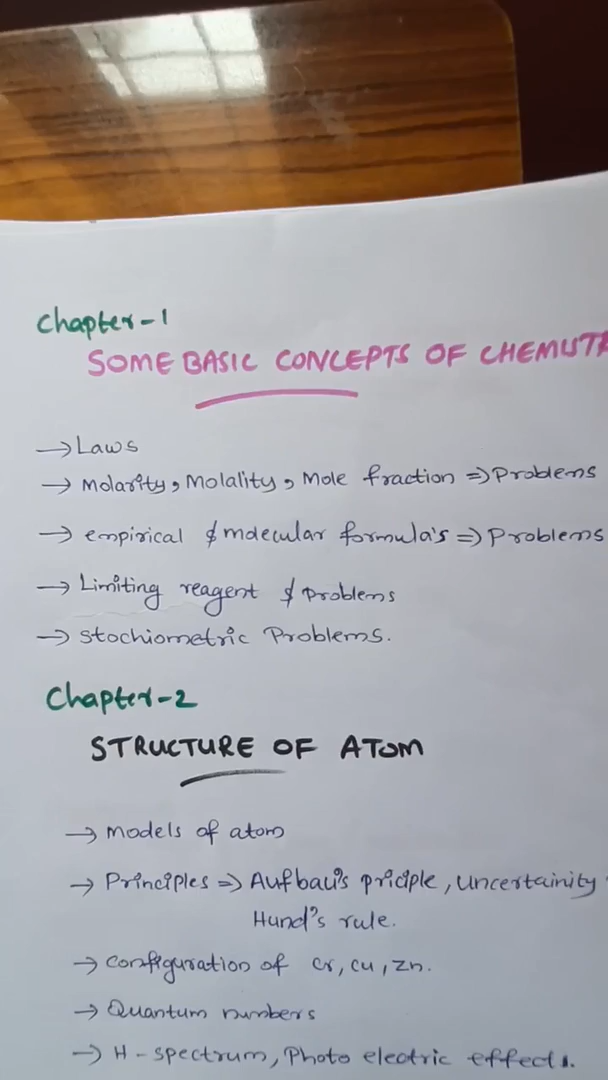 Chapter-1
SOME BASIC CONCEPTS OF CHEMIST
→ Laws
→ Molarity, Molality, Mole fraction ⇒ Problems
→ empirical & molecular formula's ⇒ Problems
→ Limiting reagent & problems
→ stochiometric Problems.
Chapter-2
STRUCTURE OF ATOM
→ Models of atom
→ Principles ⇒ Aufbau's priciple, Uncertainity
Hund's rule.
→ configuration of Cr, Cu, Zn.
→ Quantum numbers
→ H-spectrum, Photo electric effect.